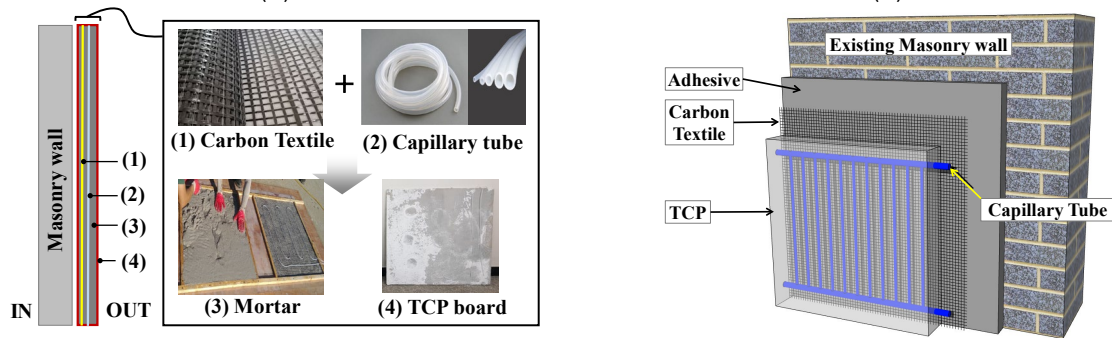 Masonry wall
IN
OUT
(1)
(2)
(3)
(4)
+
(1) Carbon Textile
(2) Capillary tube
(3) Mortar
(4) TCP board
Existing Masonry wall
Adhesive
Carbon
Textile
TCP
Capillary Tube